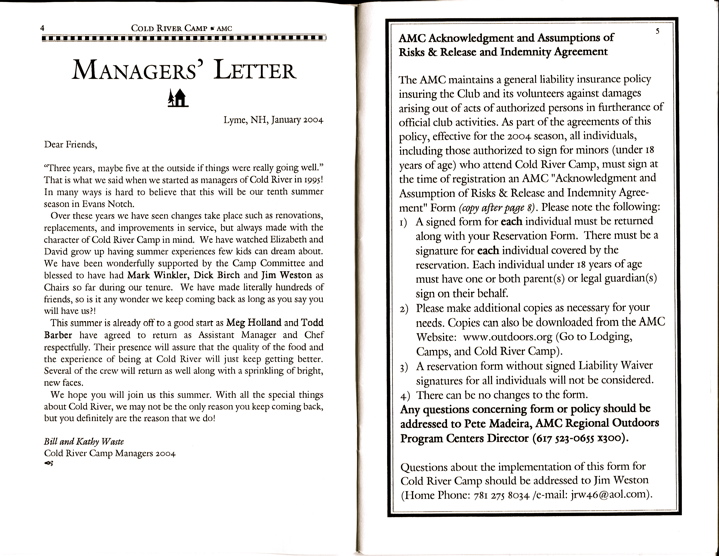 4
COLD RIVER CAMP ■ AMC
MANAGERS' LETTER
Lyme, NH, January 2004
Dear Friends,
"Three years, maybe five at the outside if things were really going well."
That is what we said when we started as managers of Cold River in 1995!
In many ways is hard to believe that this will be our tenth summer
season in Evans Notch.
Over these years we have seen changes take place such as renovations,
replacements, and improvements in service, but always made with the
character of Cold River Camp in mind. We have watched Elizabeth and
David grow up having summer experiences few kids can dream about.
We have been wonderfully supported by the Camp Committee and
blessed to have had Mark Winkler, Dick Birch and Jim Weston as
Chairs so far during our tenure. We have made literally hundreds of
friends, so is it any wonder we keep coming back as long as you say you
will have us?!
This summer is already off to a good start as Meg Holland and Todd
Barber have agreed to return as Assistant Manager and Chef
respectfully. Their presence will assure that the quality of the food and
the experience of being at Cold River will just keep getting better.
Several of the crew will return as well along with a sprinkling of bright,
new faces.
We hope you will join us this summer. With all the special things
about Cold River, we may not be the only reason you keep coming back,
but you definitely are the reason that we do!
Bill and Kathy Waste
Cold River Camp Managers 2004
5
AMC Acknowledgment and Assumptions of
Risks & Release and Indemnity Agreement
The AMC maintains a general liability insurance policy
insuring the Club and its volunteers against damages
arising out of acts of authorized persons in furtherance of
official club activities. As part of the agreements of this
policy, effective for the 2004 season, all individuals,
including those authorized to sign for minors (under 18
years of age) who attend Cold River Camp, must sign at
the time of registration an AMC "Acknowledgment and
Assumption of Risks & Release and Indemnity Agree-
ment" Form (copy after page 8). Please note the following:
1) A signed form for each individual must be returned
along with your Reservation Form. There must be a
signature for each individual covered by the
reservation. Each individual under 18 years of age
must have one or both parent(s) or legal guardian(s)
sign on their behalf.
2) Please make additional copies as necessary for your
needs. Copies can also be downloaded from the AMC
Website: www.outdoors.org (Go to Lodging,
Camps, and Cold River Camp).
3) A reservation form without signed Liability Waiver
signatures for all individuals will not be considered.
4) There can be no changes to the form.
Any questions concerning form or policy should be
addressed to Pete Madeira, AMC Regional Outdoors
Program Centers Director (617 523-0655 x300).
Questions about the implementation of this form for
Cold River Camp should be addressed to Jim Weston
(Home Phone: 781 275 8034 /e-mail: jrw46@aol.com).